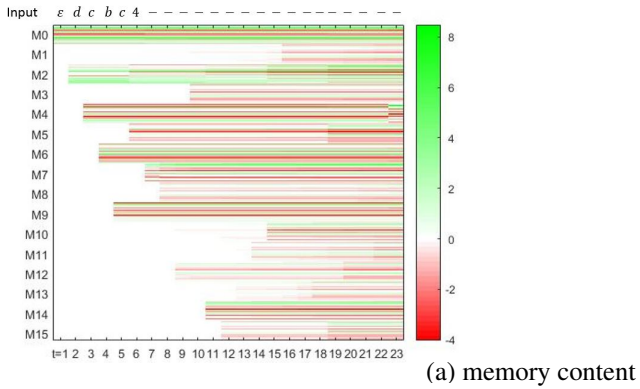 Input ε d c b c 4 – – – – – – – – – – – – – – – – –
M0
M1
M2
M3
M4
M5
M6
M7
M8
M9
M10
M11
M12
M13
M14
M15
t=1 2 3 4 5 6 7 8 9 10 11 12 13 14 15 16 17 18 19 20 21 22 23
8
6
4
2
0
-2
-4
(a) memory content